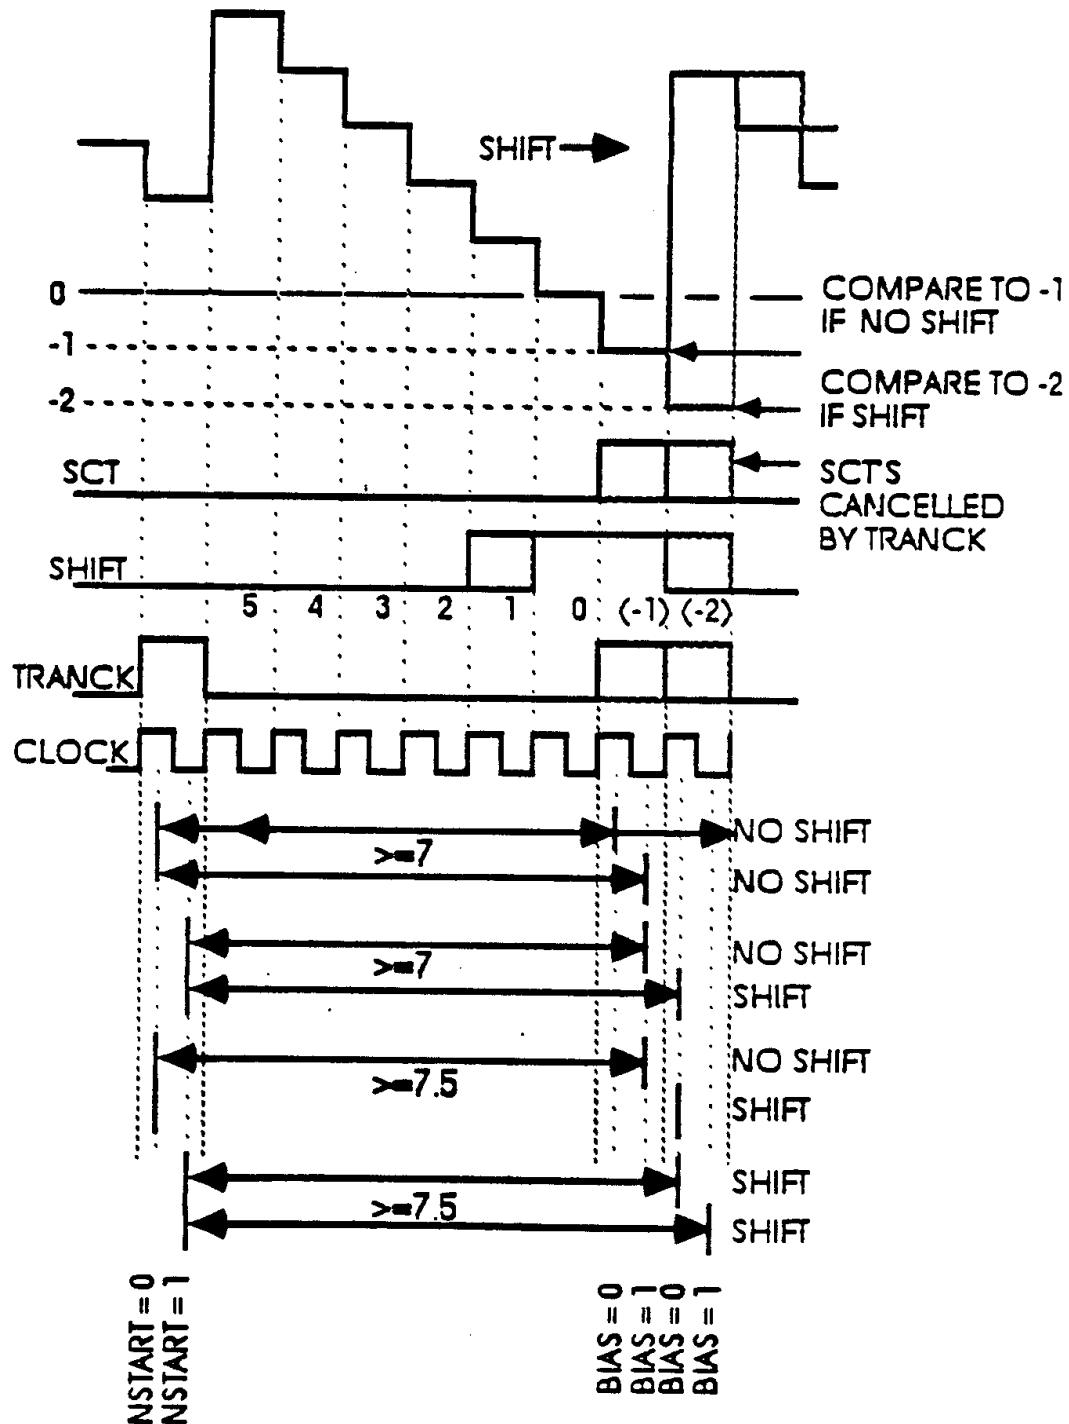 SHIFT
0
COMPARE TO -1
IF NO SHIFT
-1
-2
COMPARE TO -2
IF SHIFT
SCT
SCT'S
CANCELLED
BY TRANCK
SHIFT
5 4 3 2 1 0 (-1) (-2)
TRANCK
CLOCK
NO SHIFT
>=7
NO SHIFT
NO SHIFT
>=7
SHIFT
NO SHIFT
>=7.5
SHIFT
SHIFT
>=7.5
SHIFT
NSTART = 0
NSTART = 1
BIAS = 0
BIAS = 1
BIAS = 0
BIAS = 1